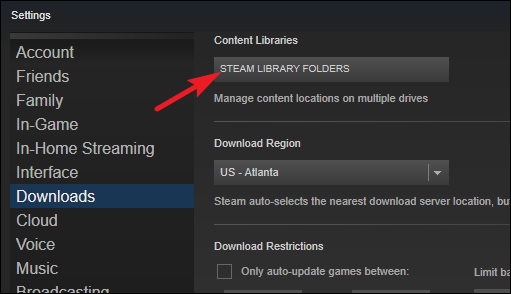 Settings
Account
Friends
Family
In-Game
In-Home Streaming
Interface
Downloads
Cloud
Voice
Music
Broadcasting
Content Libraries
STEAM LIBRARY FOLDERS
Manage content locations on multiple drives
Download Region
US - Atlanta
Steam auto-selects the nearest download server location, bu
Download Restrictions
Only auto-update games between:
Limit ba